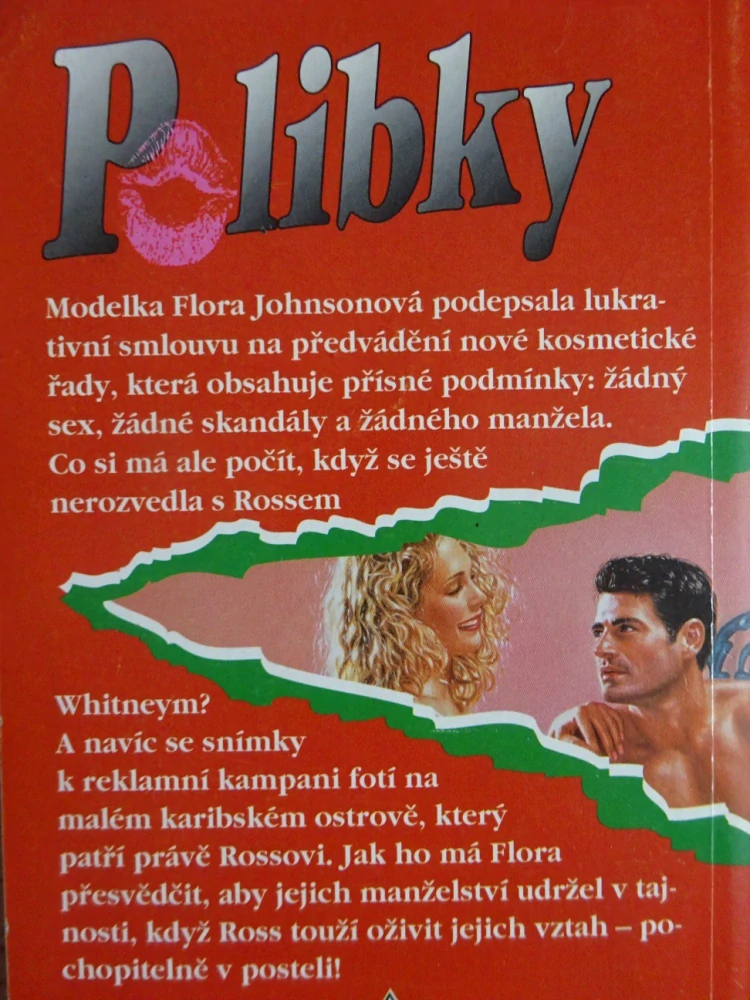 Polibky
Modelka Flora Johnsonová podepsala lukra-
tivní smlouvu na předvádění nové kosmetické
řady, která obsahuje přísné podmínky: žádný
sex, žádné skandály a žádného manžela.
Co si má ale počít, když se ještě
nerozvedla s Rossem
Whitneym?
A navíc se snímky
k reklamní kampani fotí na
malém karibském ostrově, který
patří právě Rossovi. Jak ho má Flora
přesvědčit, aby jejich manželství udržel v taj-
nosti, když Ross touží oživit jejich vztah – po-
chopitelně v posteli!